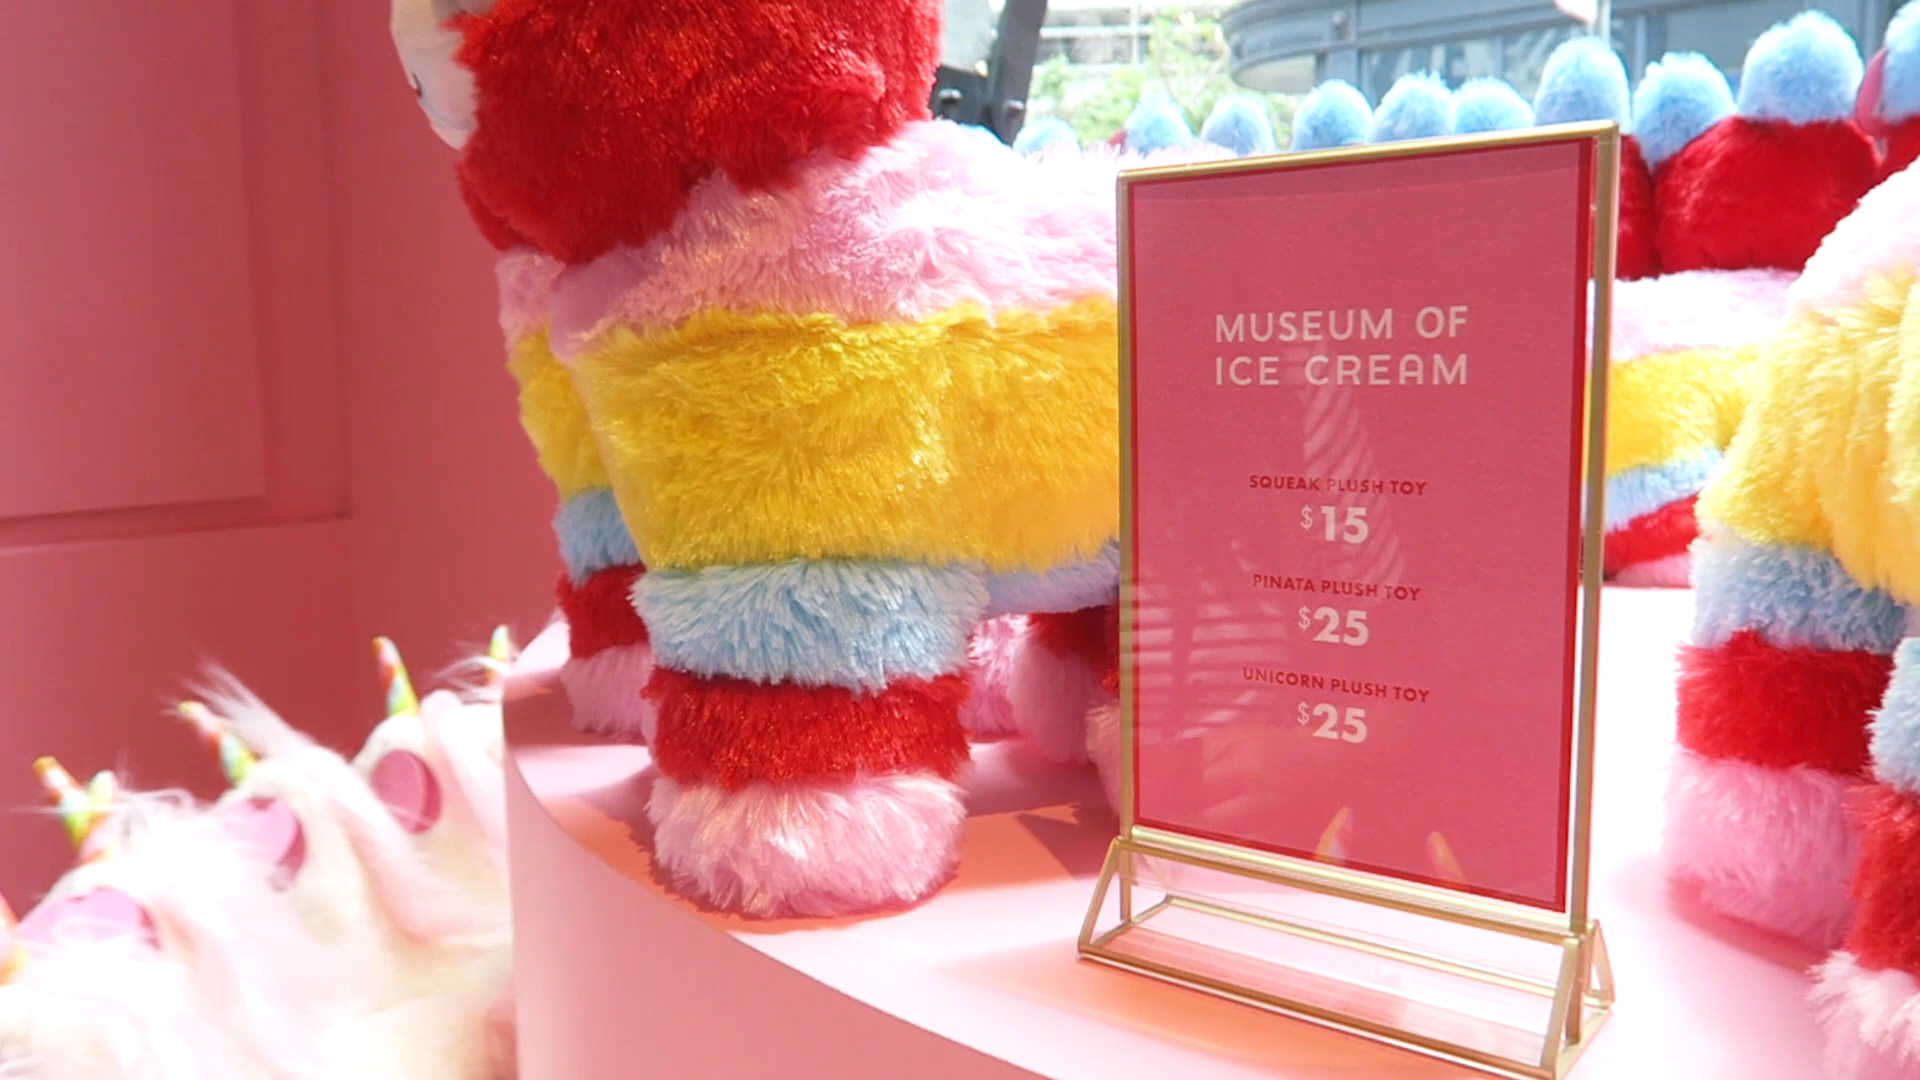 MUSEUM OF
ICE CREAM
SQUEAK PLUSH TOY
$15
PINATA PLUSH TOY
$25
UNICORN PLUSH TOY
$25